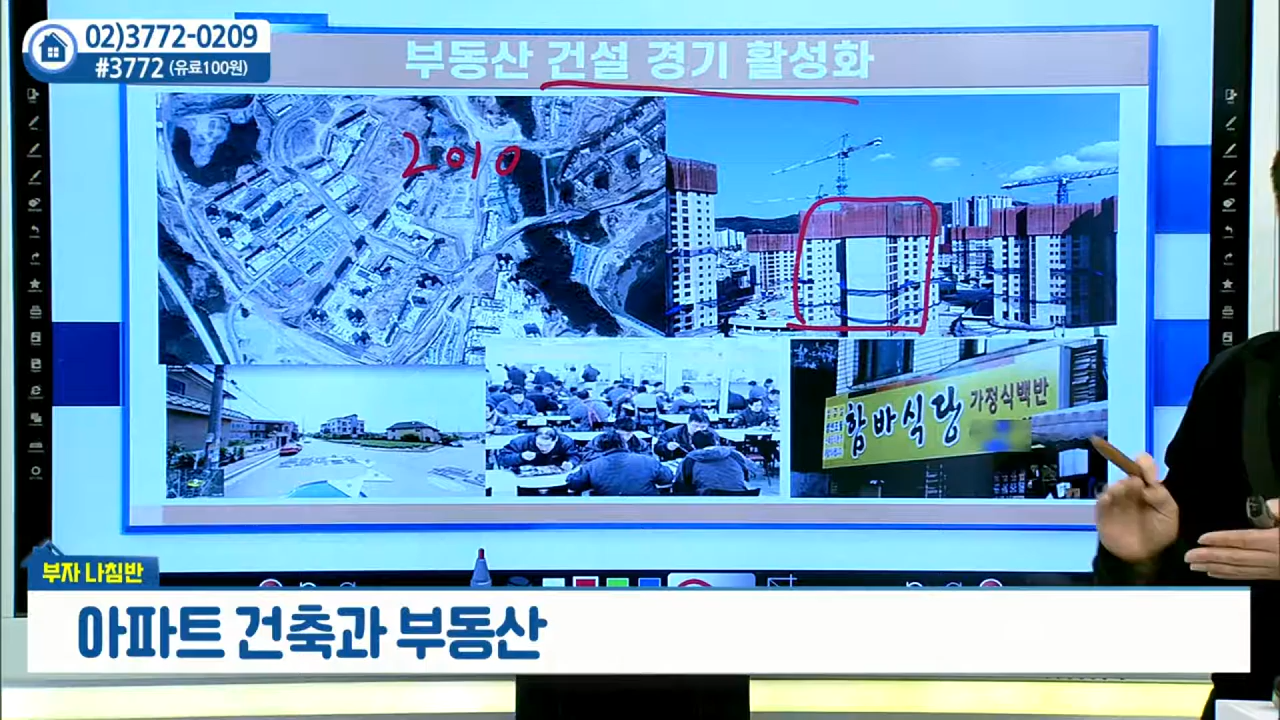 02)3772-0209
#3772 (유료100원)
부동산 건설 경기 활성화
2010
함바식당
가정식백반
부자 나침반
아파트 건축과 부동산